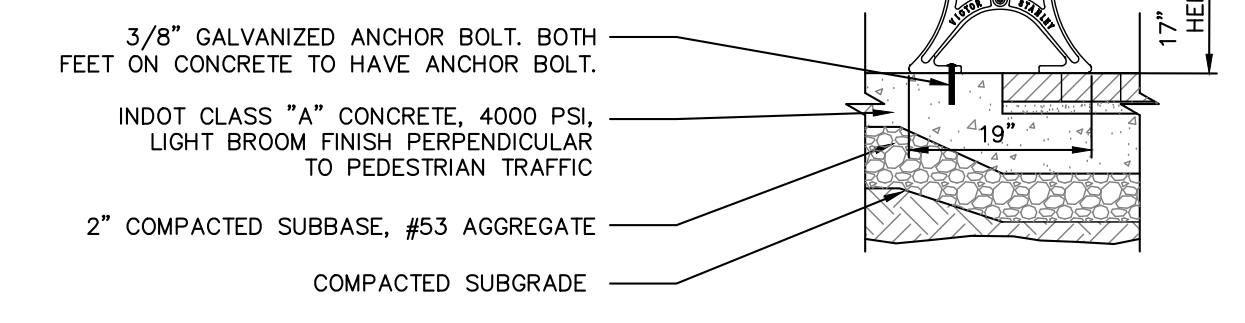 VICTOR STANLEY
3/8" GALVANIZED ANCHOR BOLT. BOTH
FEET ON CONCRETE TO HAVE ANCHOR BOLT.
INDOT CLASS "A" CONCRETE, 4000 PSI,
LIGHT BROOM FINISH PERPENDICULAR
TO PEDESTRIAN TRAFFIC
2" COMPACTED SUBBASE, #53 AGGREGATE
COMPACTED SUBGRADE
19"
17"